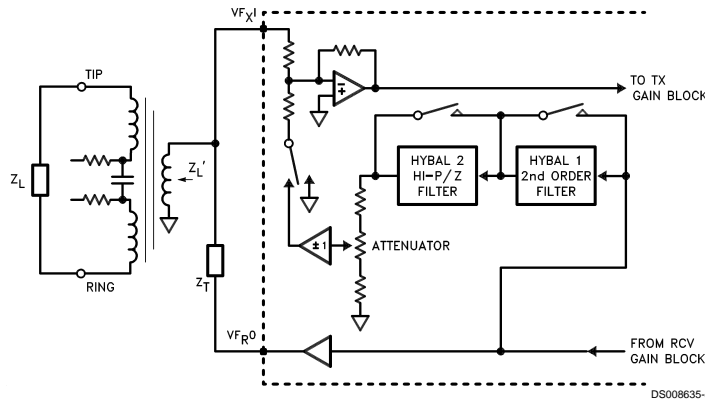 VFXI
TIP
TO TX
GAIN BLOCK
ZL
ZL'
HYBAL 2
HI-P/Z
FILTER
HYBAL 1
2nd ORDER
FILTER
±1
ATTENUATOR
RING
ZT
VFRO
FROM RCV
GAIN BLOCK
DS008635-